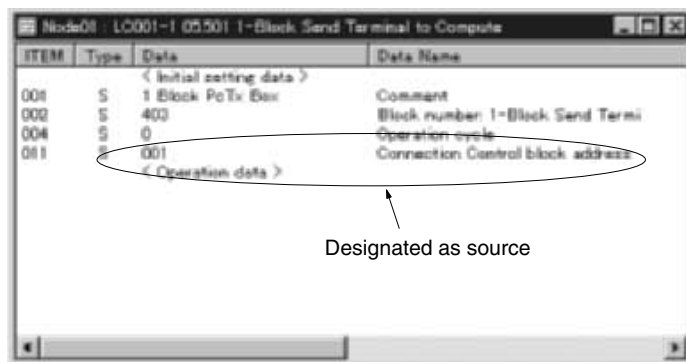 Node01 : LC001-1 05.501 1-Block Send Terminal to Compute
ITEM Type Data Data Name
< Initial setting data >
001 S 1 Block PcTx Box Comment
002 S 403 Block number: 1-Block Send Termi
004 S 0 Operation cycle
011 S 001 Connection Control block address
< Operation data >
Designated as source